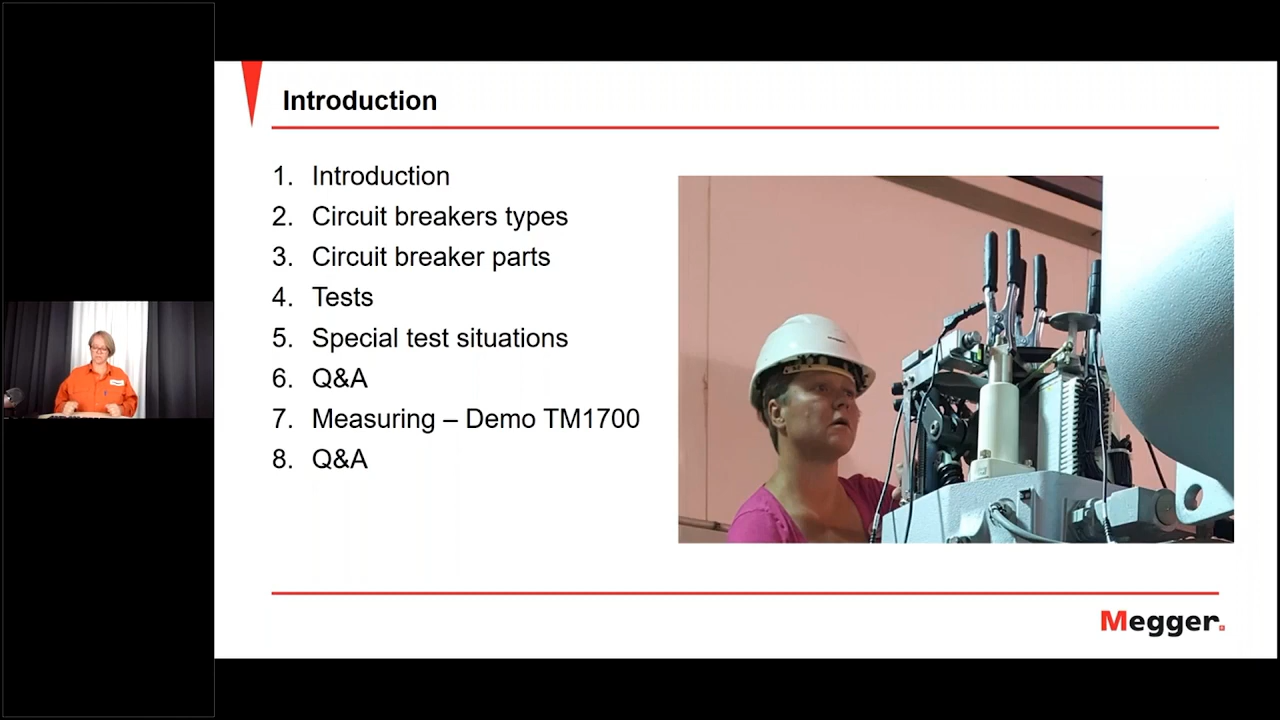 Introduction
1. Introduction
2. Circuit breakers types
3. Circuit breaker parts
4. Tests
5. Special test situations
6. Q&A
7. Measuring – Demo TM1700
8. Q&A
Megger.